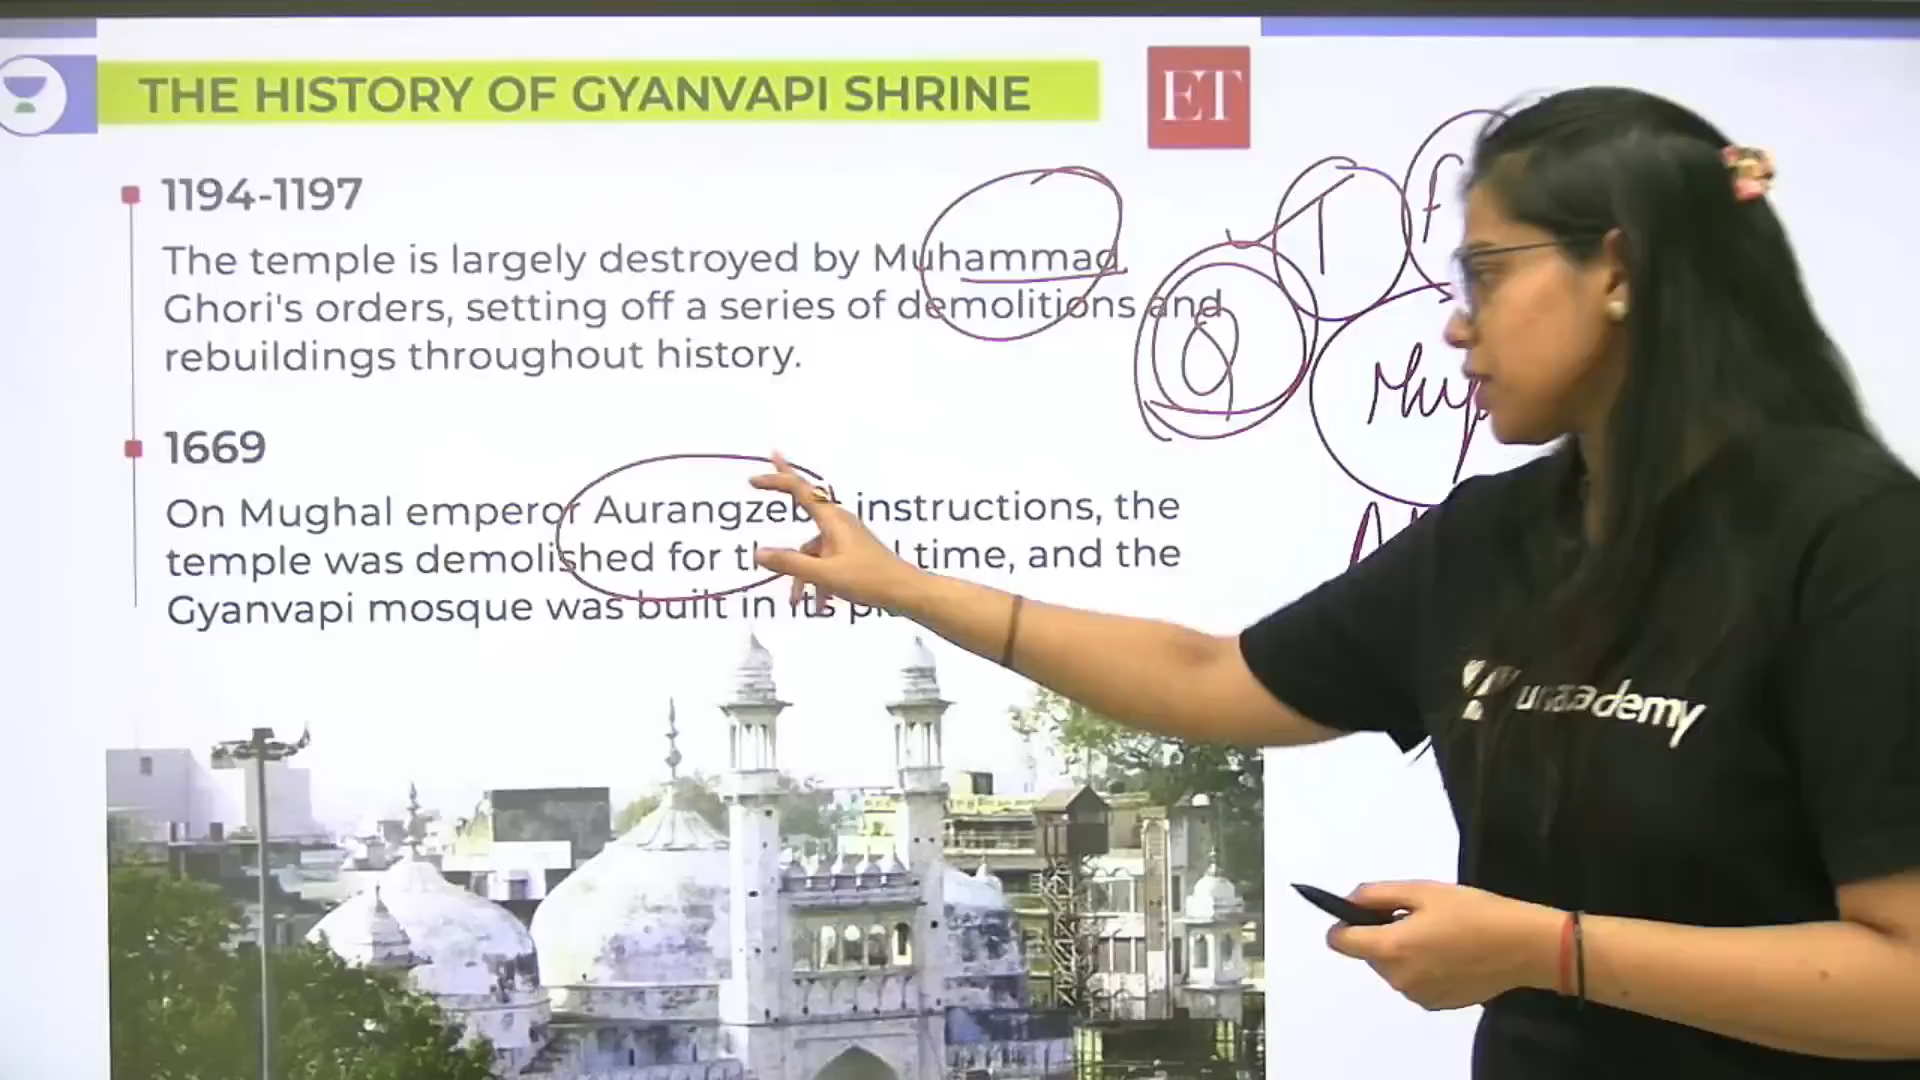 THE HISTORY OF GYANVAPI SHRINE
ET
1194-1197
The temple is largely destroyed by Muhammad
Ghori's orders, setting off a series of demolitions and
rebuildings throughout history.
T
Q
1669
On Mughal emperor Aurangzeb instructions, the
temple was demolished for time, and the
Gyanvapi mosque was built in its
unacademy